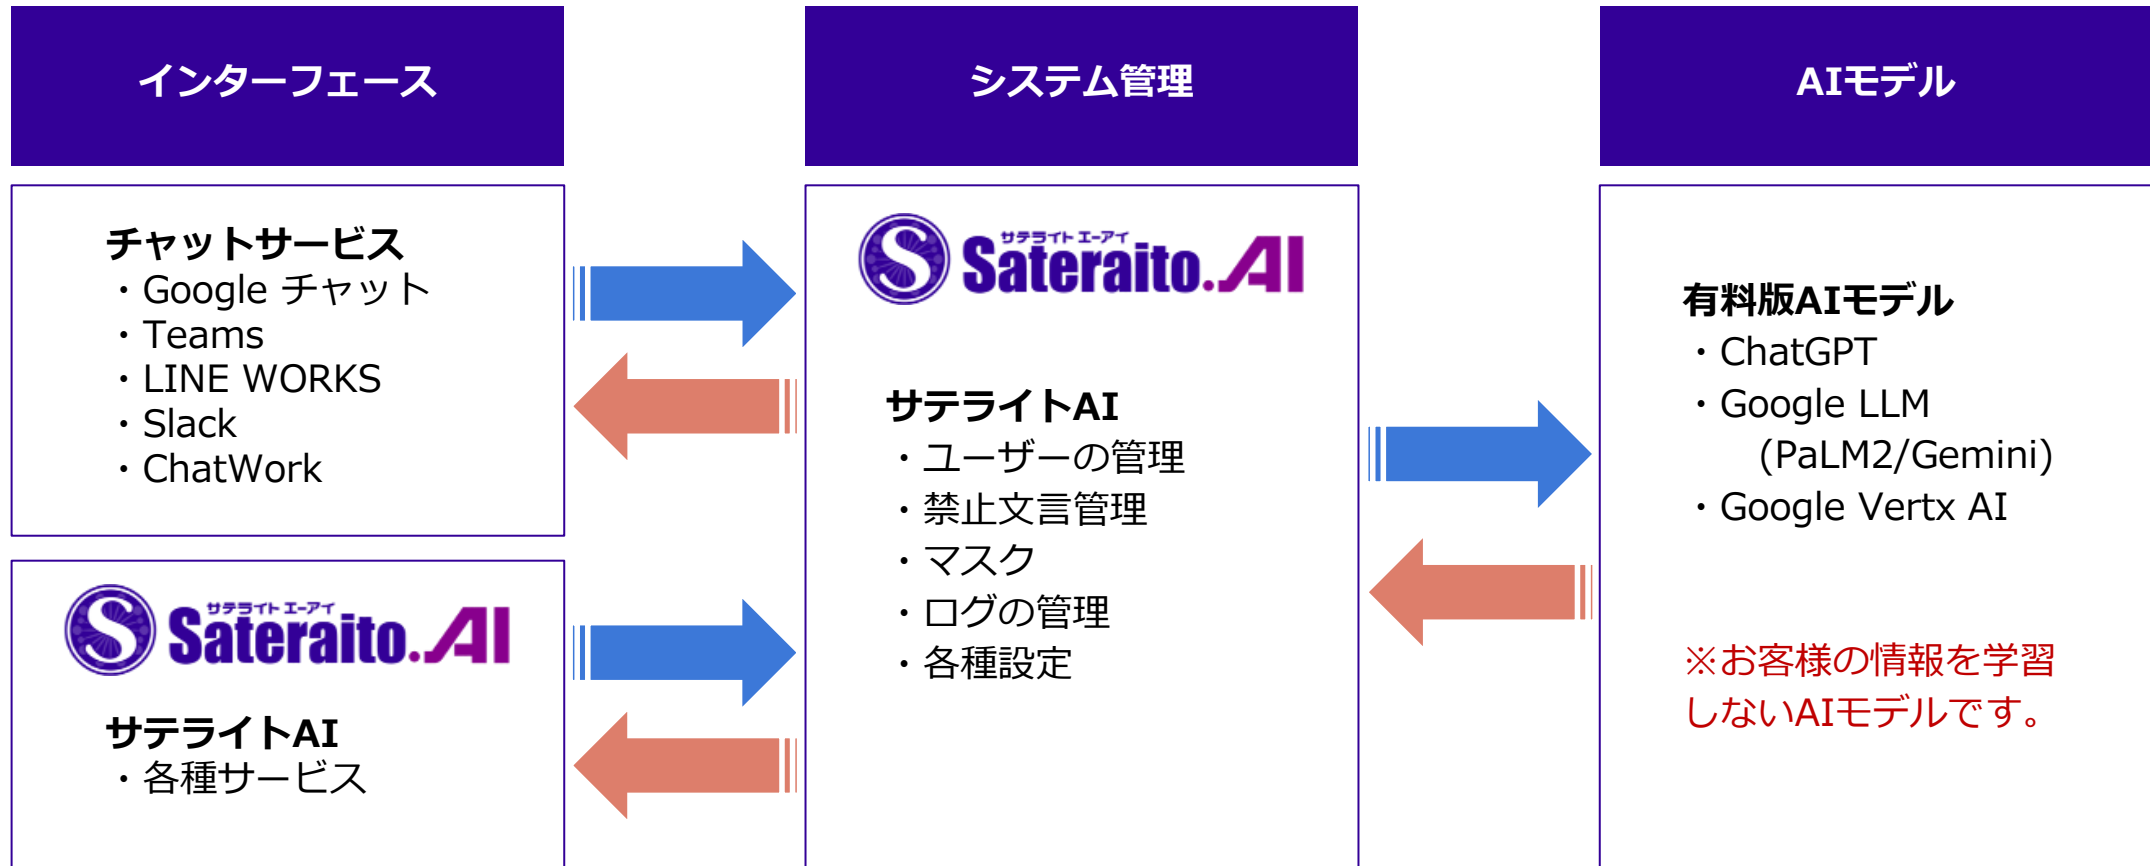 インターフェース
チャットサービス
・Google チャット
・Teams
・LINE WORKS
・Slack
・ChatWork
サテライト エーアイ
Sateraito.AI
サテライトAI
・各種サービス
システム管理
サテライト エーアイ
Sateraito.AI
サテライトAI
・ユーザーの管理
・禁止文言管理
・マスク
・ログの管理
・各種設定
AIモデル
有料版AIモデル
・ChatGPT
・Google LLM
(PaLM2/Gemini)
・Google Vertx AI
※お客様の情報を学習
しないAIモデルです。